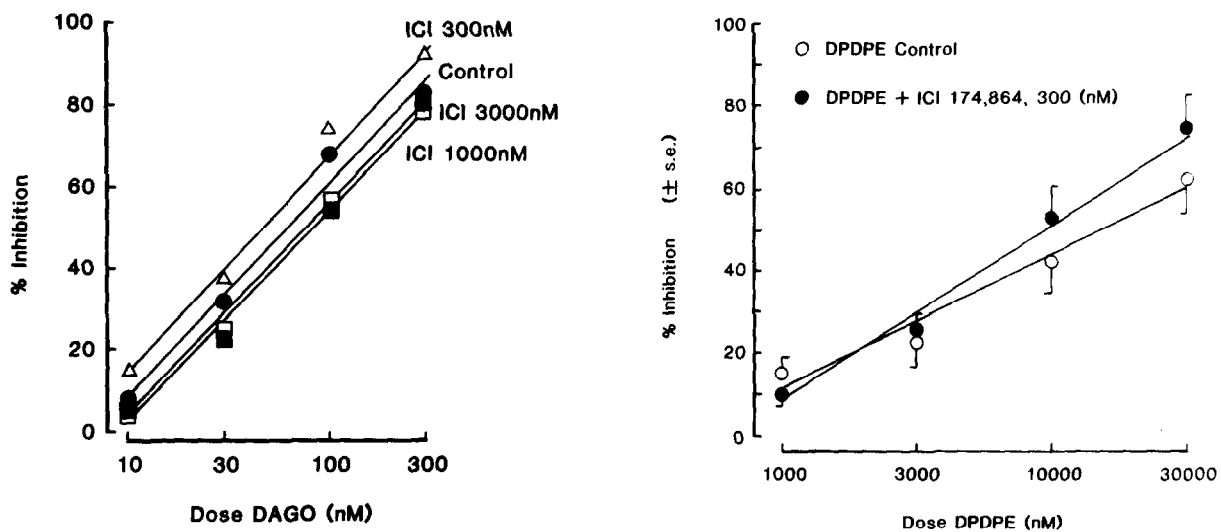 100
80
60
40
20
0
% Inhibition
ICI 300nM
Control
ICI 3000nM
ICI 1000nM
10 30 100 300
Dose DAGO (nM)
100
80
60
40
20
0
% Inhibition (± s.e.)
DPDPE Control
DPDPE + ICI 174,864, 300 (nM)
1000 3000 10000 30000
Dose DPDPE (nM)